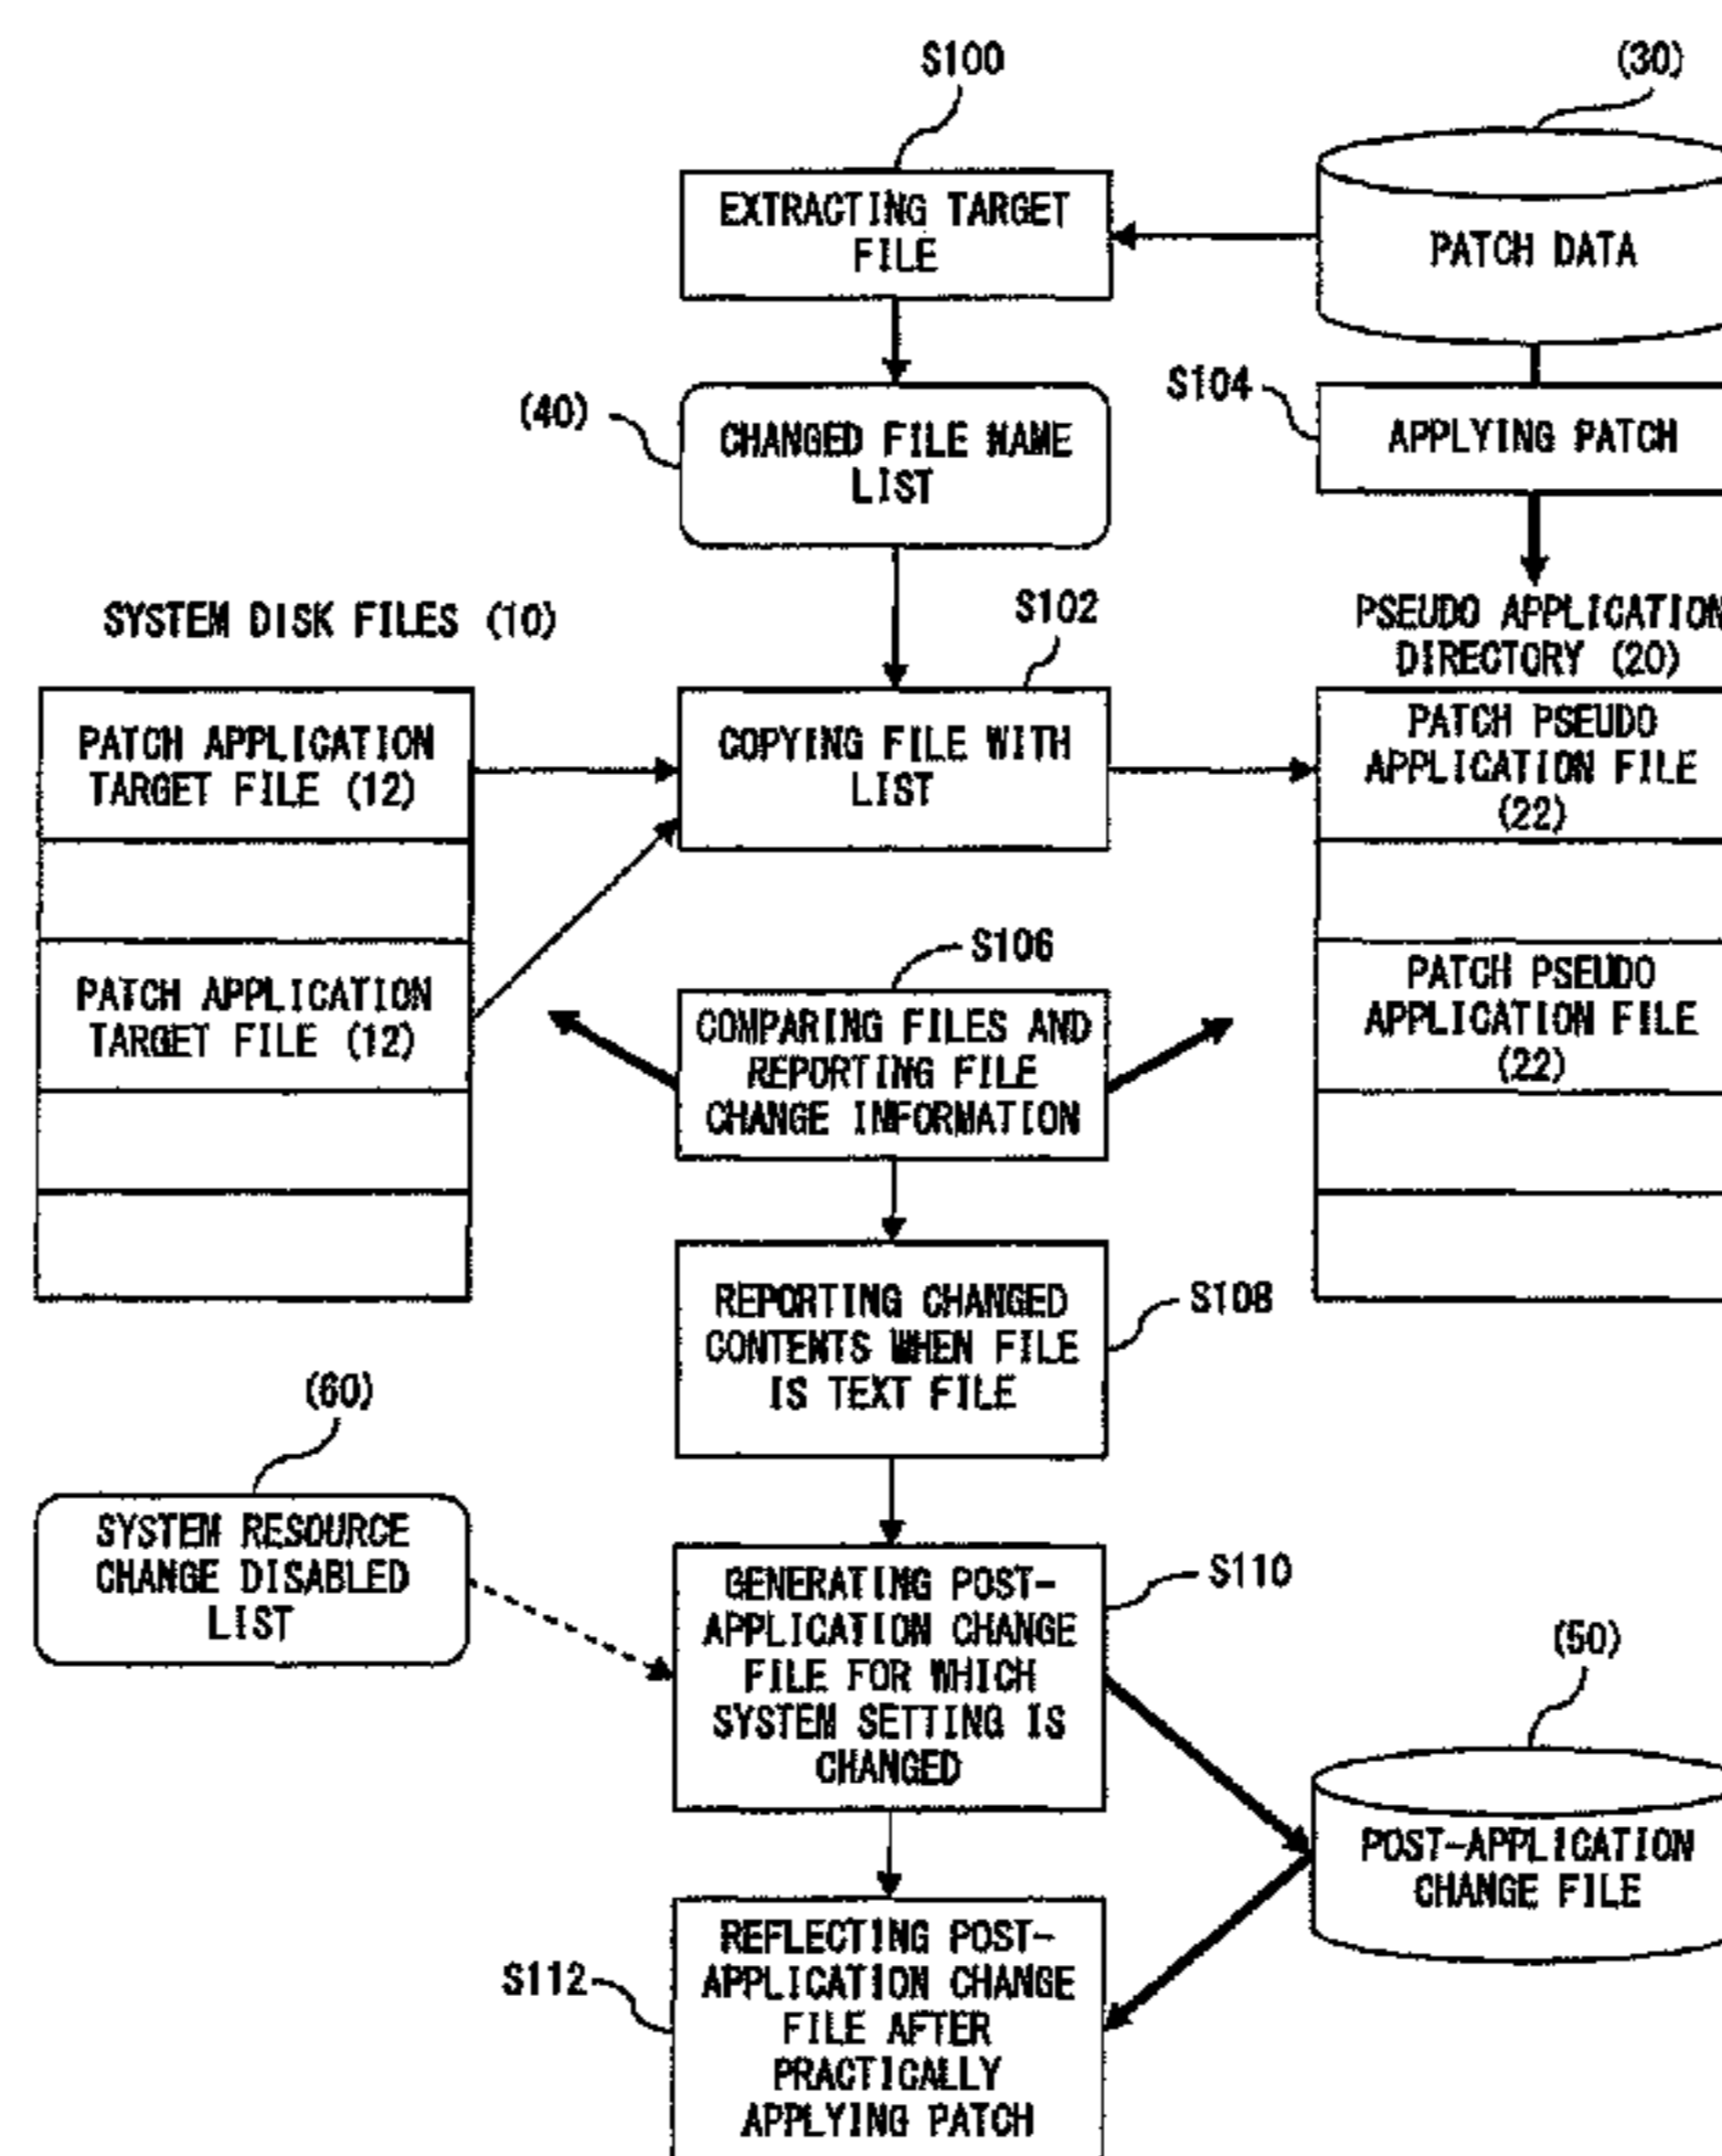 S100
(30)
EXTRACTING TARGET
FILE
PATCH DATA
S104
APPLYING PATCH
(40)
CHANGED FILE NAME
LIST
SYSTEM DISK FILES (10)
S102
PSEUDO APPLICATION
DIRECTORY (20)
PATCH APPLICATION
TARGET FILE (12)
COPYING FILE WITH
LIST
PATCH PSEUDO
APPLICATION FILE
(22)
PATCH APPLICATION
TARGET FILE (12)
S106
COMPARING FILES AND
REPORTING FILE
CHANGE INFORMATION
PATCH PSEUDO
APPLICATION FILE
(22)
REPORTING CHANGED
CONTENTS WHEN FILE
IS TEXT FILE
S108
(60)
SYSTEM RESOURCE
CHANGE DISABLED
LIST
GENERATING POST-
APPLICATION CHANGE
FILE FOR WHICH
SYSTEM SETTING IS
CHANGED
S110
(50)
POST-APPLICATION
CHANGE FILE
S112
REFLECTING POST-
APPLICATION CHANGE
FILE AFTER
PRACTICALLY
APPLYING PATCH